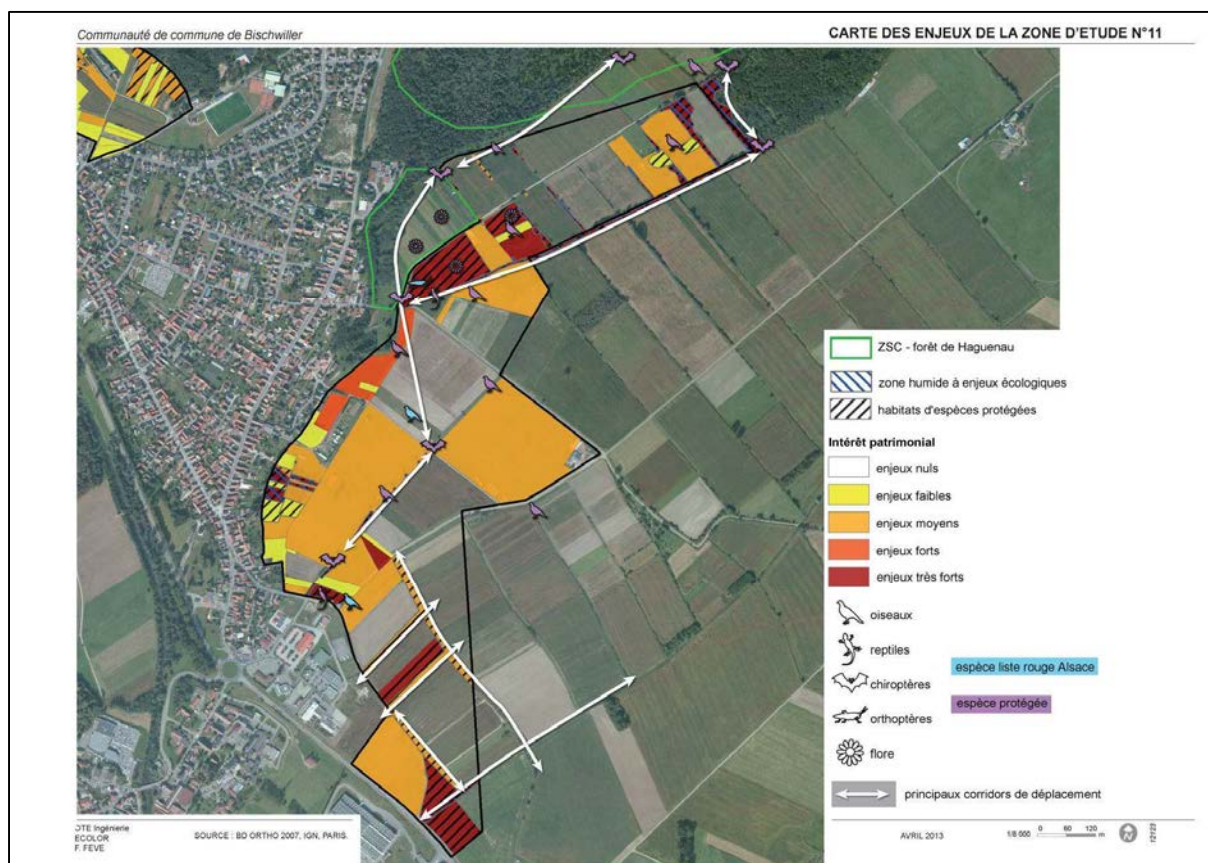 Communauté de commune de Bischwiller
CARTE DES ENJEUX DE LA ZONE D'ETUDE N°11
ZSC - forêt de Haguenau
zone humide à enjeux écologiques
habitats d'espèces protégées
Intérêt patrimonial
enjeux nuls
enjeux faibles
enjeux moyens
enjeux forts
enjeux très forts
oiseaux
reptiles
espèce liste rouge Alsace
chiroptères
espèce protégée
orthoptères
flore
principaux corridors de déplacement
OTE Ingénierie
ECOLOR
F. FEVE
SOURCE : BD ORTHO 2007, IGN, PARIS.
AVRIL 2013
1/8 000
0 60 120 m
N
12123